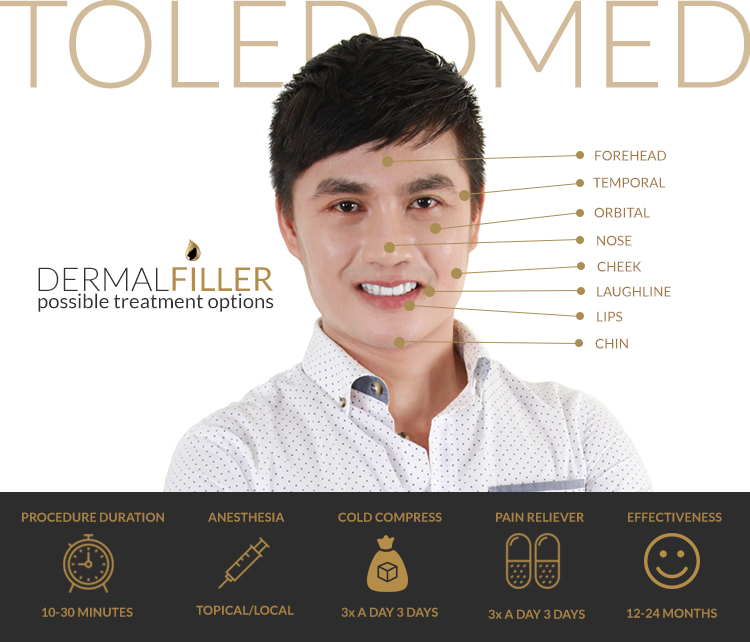 TOLEDOMED
FOREHEAD
TEMPORAL
ORBITAL
NOSE
CHEEK
LAUGHLINE
LIPS
CHIN
DERMALFILLER
possible treatment options
PROCEDURE DURATION
10-30 MINUTES
ANESTHESIA
TOPICAL/LOCAL
COLD COMPRESS
3x A DAY 3 DAYS
PAIN RELIEVER
3x A DAY 3 DAYS
EFFECTIVENESS
12-24 MONTHS